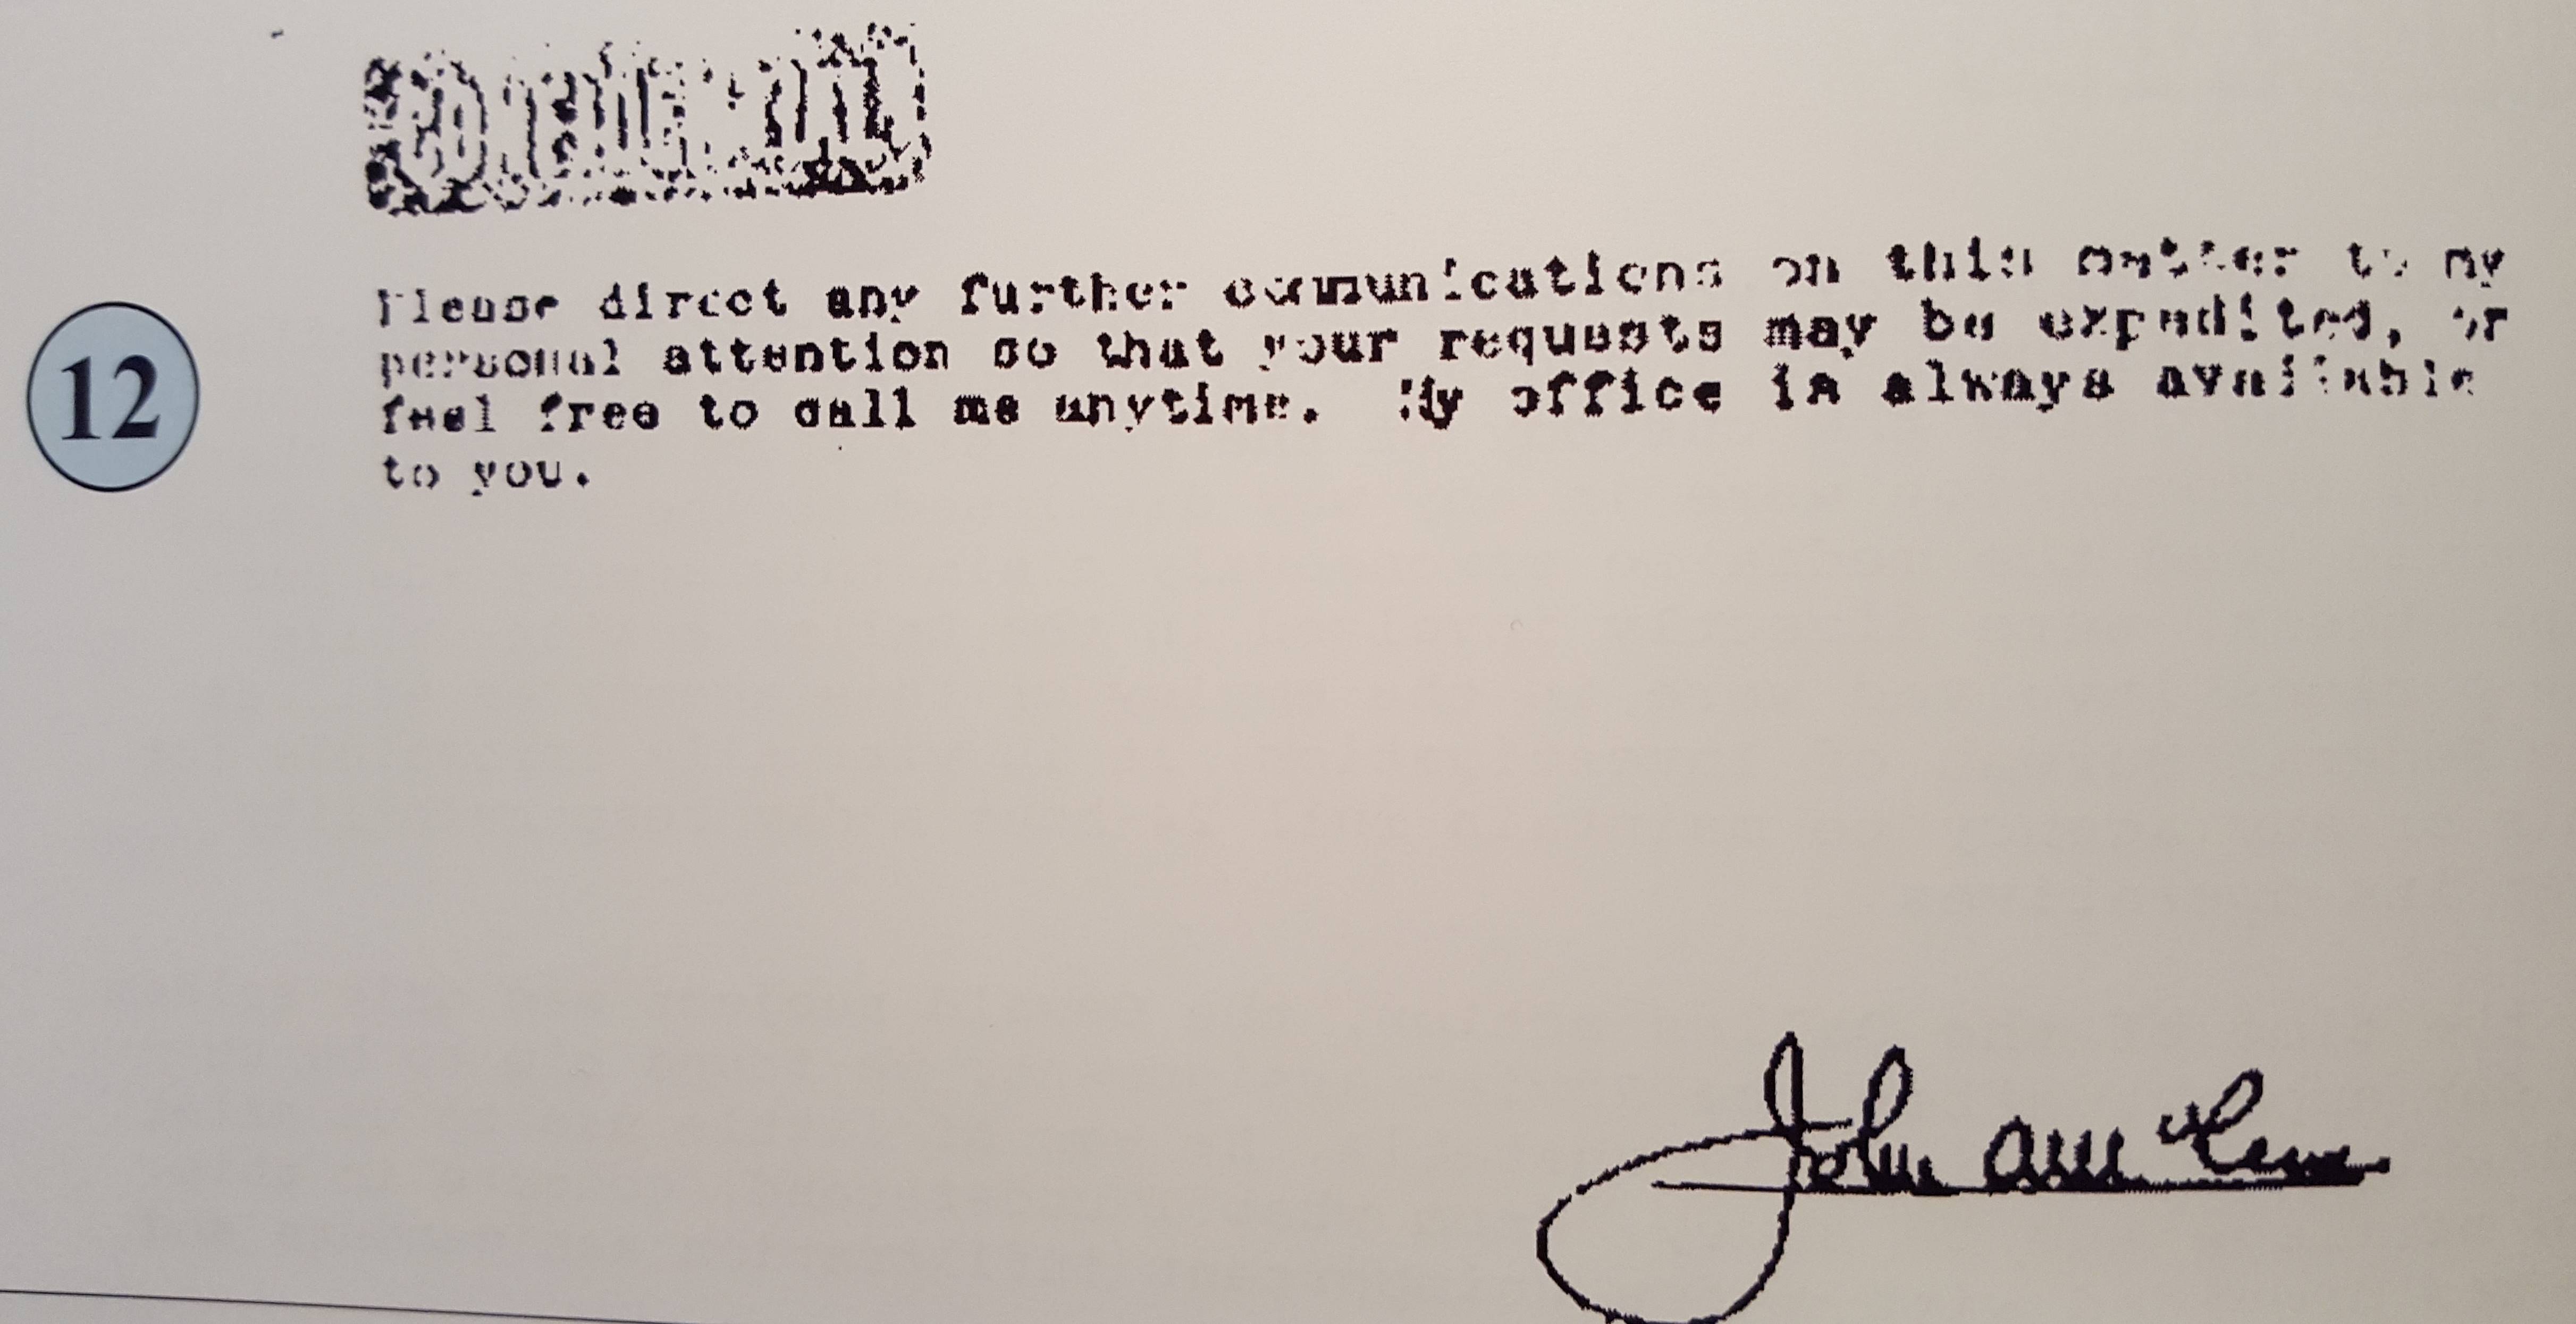 Please direct any further communications on this matter to my
12
personal attention so that your requests may be expedited, or
feel free to call me anytime. My office is always available
to you.
John